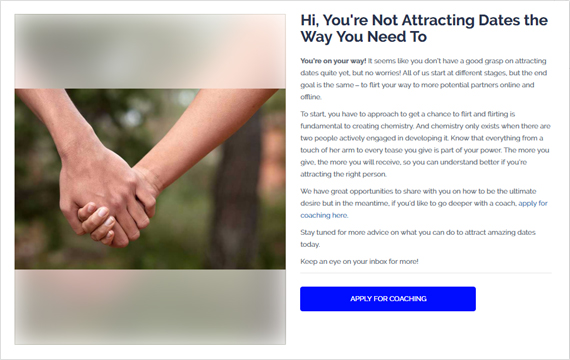 Hi, You're Not Attracting Dates the
Way You Need To
You're on your way! It seems like you don't have a good grasp on attracting
dates quite yet, but no worries! All of us start at different stages, but the end
goal is the same – to flirt your way to more potential partners online and
offline.
To start, you have to approach to get a chance to flirt and flirting is
fundamental to creating chemistry. And chemistry only exists when there are
two people actively engaged in developing it. Know that everything from a
touch of her arm to every tease you give is part of your power. The more you
give, the more you will receive, so you can understand better if you're
attracting the right person.
We have great opportunities to share with you on how to be the ultimate
desire but in the meantime, if you'd like to go deeper with a coach, apply for
coaching here.
Stay tuned for more advice on what you can do to attract amazing dates
today.
Keep an eye on your inbox for more!
APPLY FOR COACHING